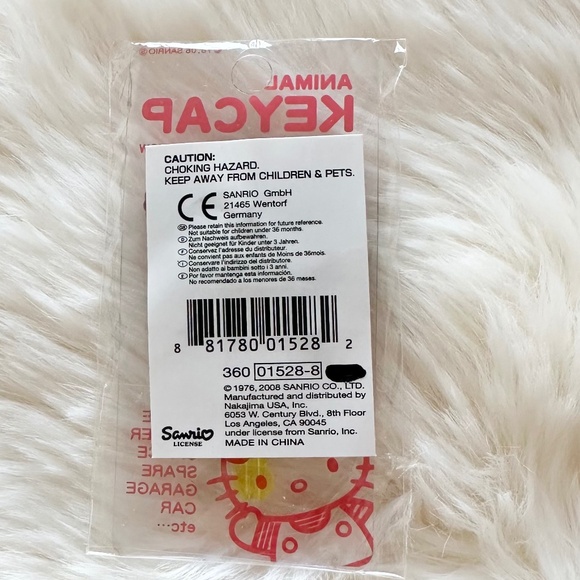 ©76,06 SANRIO®
ANIMAL
KEYCAP
CAUTION:
CHOKING HAZARD.
KEEP AWAY FROM CHILDREN & PETS.
CE SANRIO GmbH
21465 Wentorf
Germany
Please retain this information for future reference.
Not suitable for children under 36 months.
Zum Nachweis aufbewahren.
Nicht geeignet für Kinder unter 3 Jahren.
Conservez l'adresse du distributeur.
Ne convient pas aux enfants de Moins de 36mois.
Conservare l'indirizzo del distributore.
Non adatto ai bambini sotto i 3 anni.
Por favor mantenga esta información.
No recomendado a los menores de 36 meses.
8 81780 01528 2
360 01528-8
© 1976, 2008 SANRIO CO., LTD.
Manufactured and distributed by
Nakajima USA, Inc.
6053 W. Century Blvd., 8th Floor
Los Angeles, CA 90045
under license from Sanrio, Inc.
MADE IN CHINA
Sanrio
LICENSE
SPARE
GARAGE
CAR
etc...